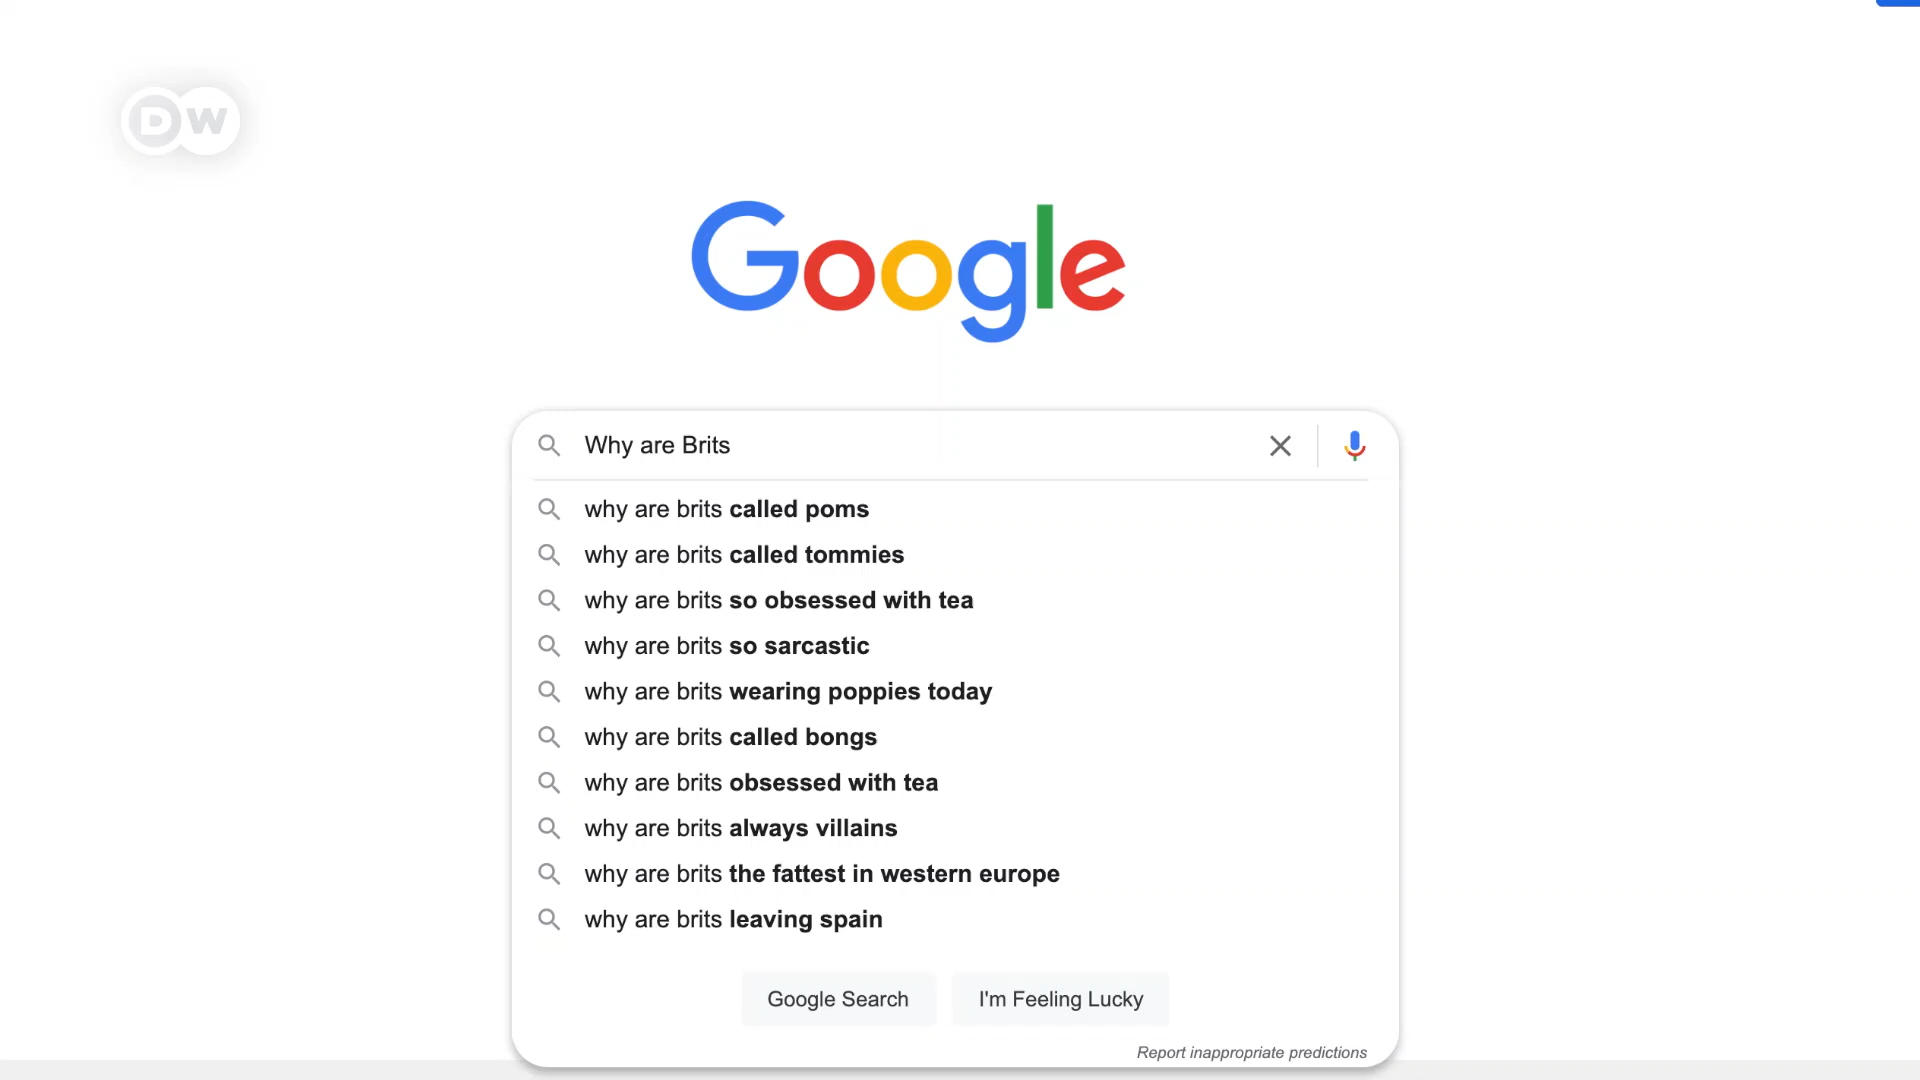 DW
Google
Why are Brits
why are brits called poms
why are brits called tommies
why are brits so obsessed with tea
why are brits so sarcastic
why are brits wearing poppies today
why are brits called bongs
why are brits obsessed with tea
why are brits always villains
why are brits the fattest in western europe
why are brits leaving spain
Google Search I'm Feeling Lucky
Report inappropriate predictions